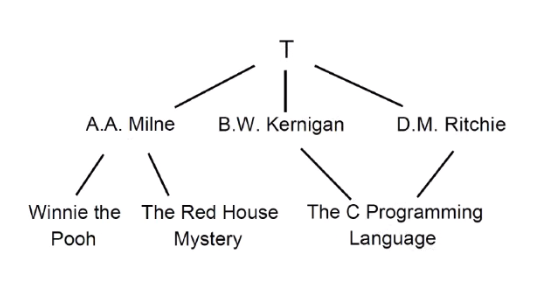 T
A.A. Milne B.W. Kernigan D.M. Ritchie
Winnie the The Red House The C Programming
Pooh Mystery Language